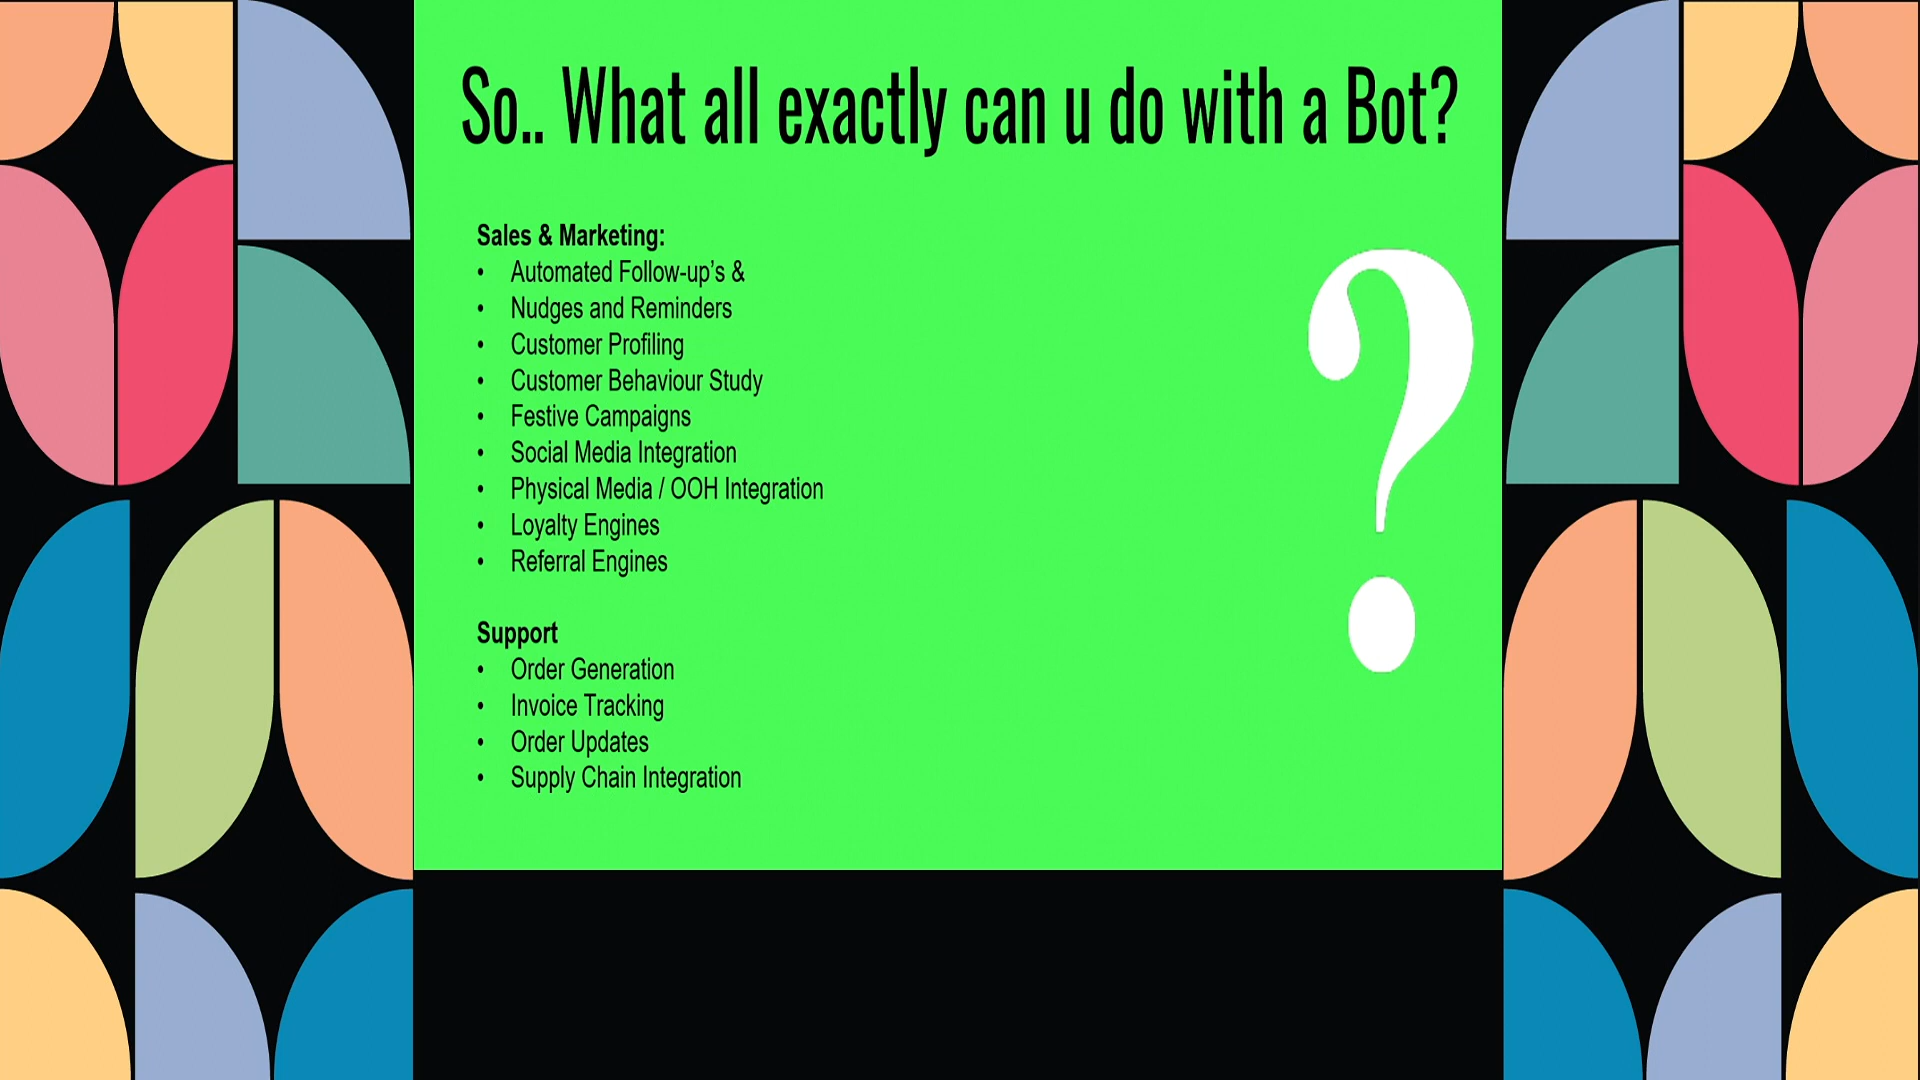 So.. What all exactly can u do with a Bot?
Sales & Marketing:
• Automated Follow-up's &
• Nudges and Reminders
• Customer Profiling
• Customer Behaviour Study
• Festive Campaigns
• Social Media Integration
• Physical Media / OOH Integration
• Loyalty Engines
• Referral Engines
Support
• Order Generation
• Invoice Tracking
• Order Updates
• Supply Chain Integration
?